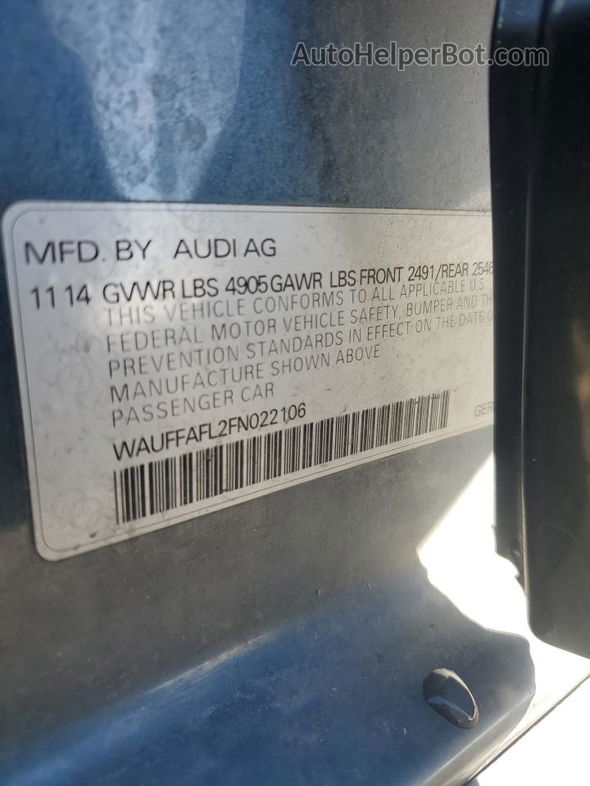 AutoHelperBot.com
MFD. BY AUDI AG
11 14 GVWR LBS 4905 GAWR LBS FRONT 2491/REAR 2546
THIS VEHICLE CONFORMS TO ALL APPLICABLE U.S.
FEDERAL MOTOR VEHICLE SAFETY, BUMPER AND
PREVENTION STANDARDS IN EFFECT ON THE DATE
MANUFACTURE SHOWN ABOVE
PASSENGER CAR
WAUFFAFL2FN022106